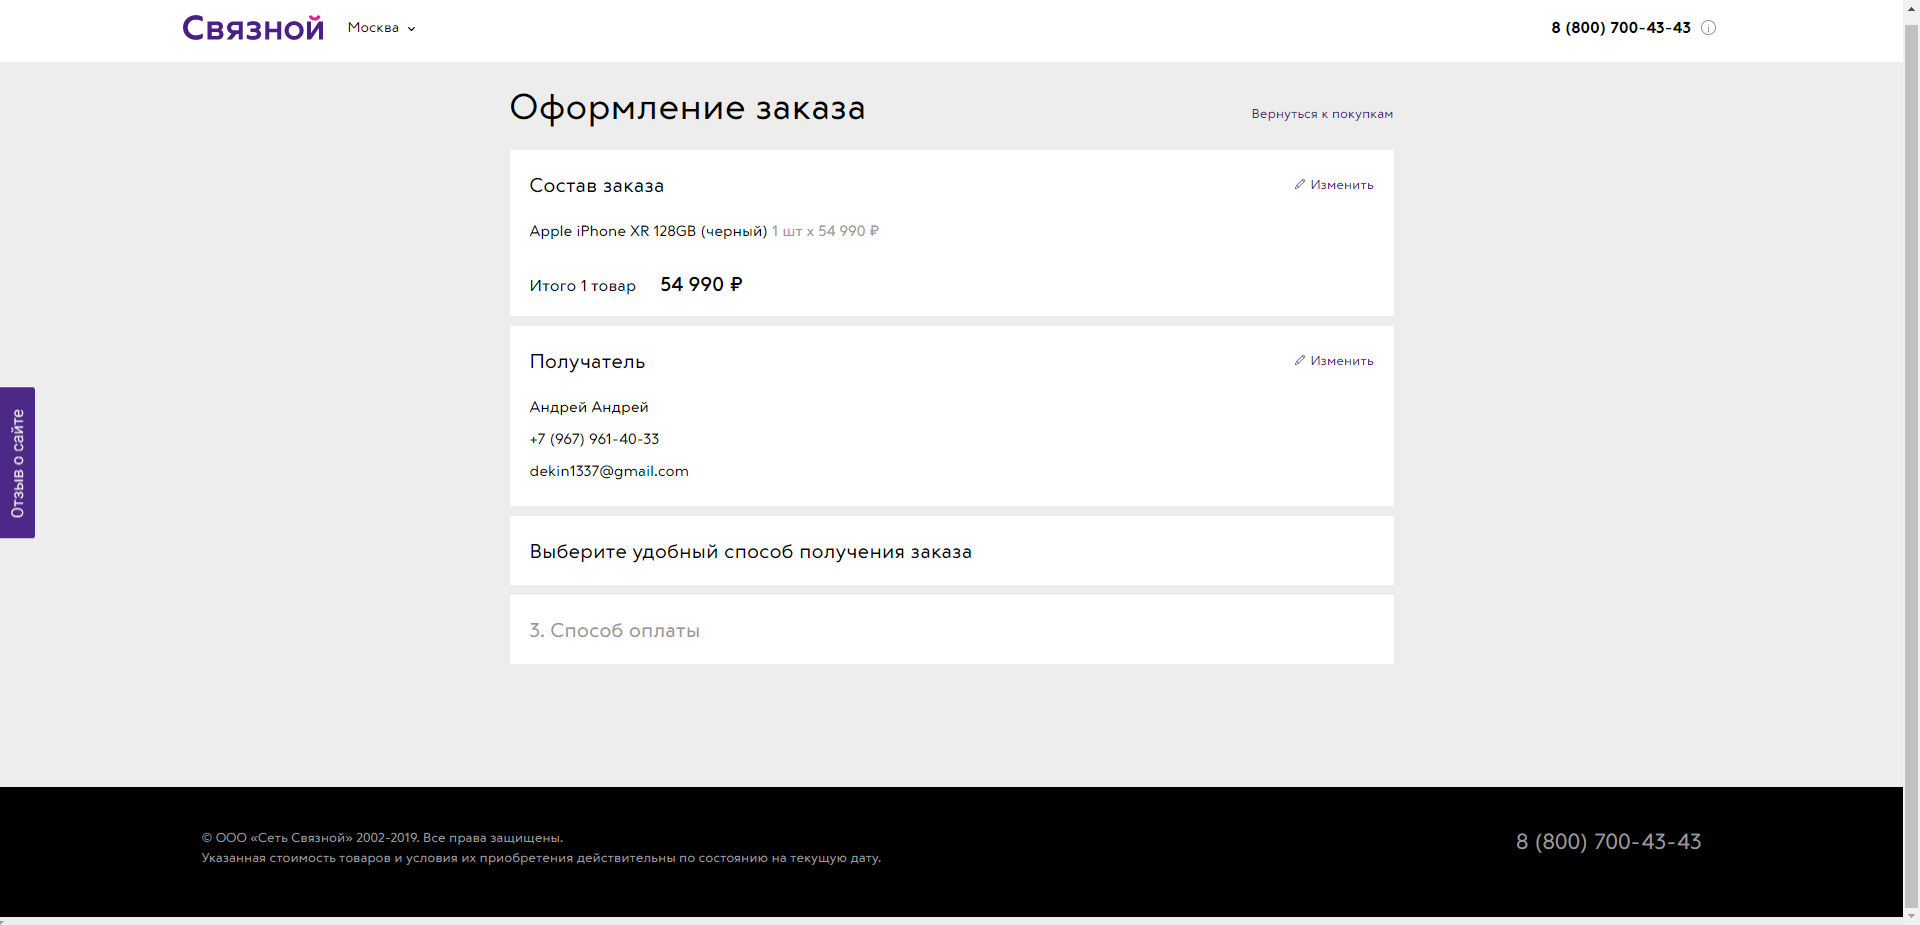 Связной
Москва
8 (800) 700-43-43
Оформление заказа
Вернуться к покупкам
Состав заказа
Изменить
Apple iPhone XR 128GB (черный) 1 шт x 54 990 ₽
Итого 1 товар 54 990 ₽
Получатель
Изменить
Андрей Андрей
+7 (967) 961-40-33
dekin1337@gmail.com
Отзыв о сайте
Выберите удобный способ получения заказа
3. Способ оплаты
© ООО «Сеть Связной» 2002-2019. Все права защищены.
Указанная стоимость товаров и условия их приобретения действительны по состоянию на текущую дату.
8 (800) 700-43-43